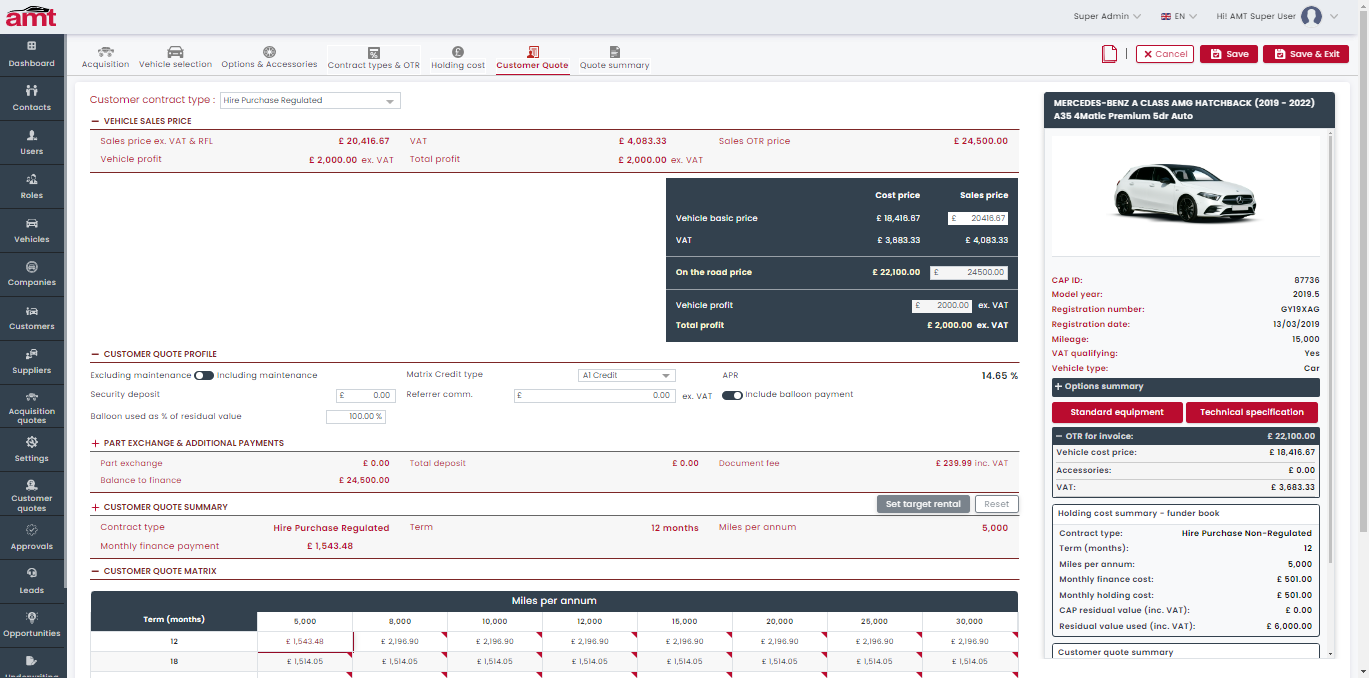 amt
Super Admin
EN
Hi! AMT Super User
Dashboard
Contacts
Users
Roles
Vehicles
Companies
Customers
Suppliers
Acquisition quotes
Settings
Customer quotes
Approvals
Leads
Opportunities
Underwriting
Acquisition
Vehicle selection
Options & Accessories
Contract types & OTR
Holding cost
Customer Quote
Quote summary
Cancel
Save
Save & Exit
Customer contract type : Hire Purchase Regulated
VEHICLE SALES PRICE
Sales price ex. VAT & RFL £ 20,416.67 VAT £ 4,083.33 Sales OTR price £ 24,500.00
Vehicle profit £ 2,000.00 ex. VAT Total profit £ 2,000.00 ex. VAT
Cost price Sales price
Vehicle basic price £ 18,416.67 £ 20416.67
VAT £ 3,683.33 £ 4,083.33
On the road price £ 22,100.00 £ 24500.00
Vehicle profit £ 2000.00 ex. VAT
Total profit £ 2,000.00 ex. VAT
CUSTOMER QUOTE PROFILE
Excluding maintenance Including maintenance Matrix Credit type A1 Credit APR 14.65 %
Security deposit £ 0.00 Referrer comm. £ 0.00 ex. VAT Include balloon payment
Balloon used as % of residual value 100.00 %
PART EXCHANGE & ADDITIONAL PAYMENTS
Part exchange £ 0.00 Total deposit £ 0.00 Document fee £ 239.99 inc. VAT
Balance to finance £ 24,500.00
CUSTOMER QUOTE SUMMARY Set target rental Reset
Contract type Hire Purchase Regulated Term 12 months Miles per annum 5,000
Monthly finance payment £ 1,543.48
CUSTOMER QUOTE MATRIX
Term (months) Miles per annum
5,000 8,000 10,000 12,000 15,000 20,000 25,000 30,000
12 £ 1,543.48 £ 2,196.90 £ 2,196.90 £ 2,196.90 £ 2,196.90 £ 2,196.90 £ 2,196.90 £ 2,196.90
18 £ 1,514.05 £ 1,514.05 £ 1,514.05 £ 1,514.05 £ 1,514.05 £ 1,514.05 £ 1,514.05 £ 1,514.05
MERCEDES-BENZ A CLASS AMG HATCHBACK (2019 - 2022)
A35 4Matic Premium 5dr Auto
CAP ID: 87736
Model year: 2019.5
Registration number: GY19XAG
Registration date: 13/03/2019
Mileage: 15,000
VAT qualifying: Yes
Vehicle type: Car
Options summary
Standard equipment Technical specification
OTR for invoice: £ 22,100.00
Vehicle cost price: £ 18,416.67
Accessories: £ 0.00
VAT: £ 3,683.33
Holding cost summary - funder book
Contract type: Hire Purchase Non-Regulated
Term (months): 12
Miles per annum: 5,000
Monthly finance cost: £ 501.00
Monthly holding cost: £ 501.00
CAP residual value (inc. VAT): £ 0.00
Residual value used (inc. VAT): £ 6,000.00
Customer quote summary